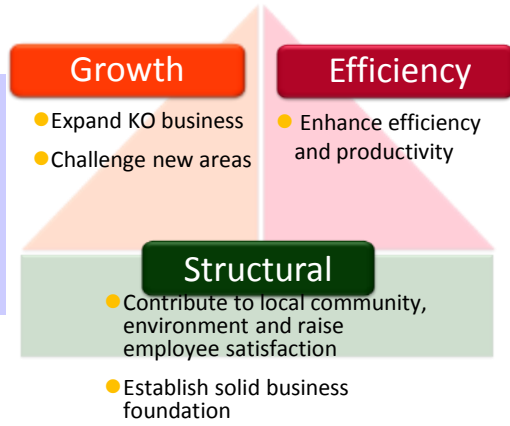 Growth
Efficiency
● Expand KO business
● Challenge new areas
● Enhance efficiency
and productivity
Structural
● Contribute to local community,
environment and raise
employee satisfaction
● Establish solid business
foundation